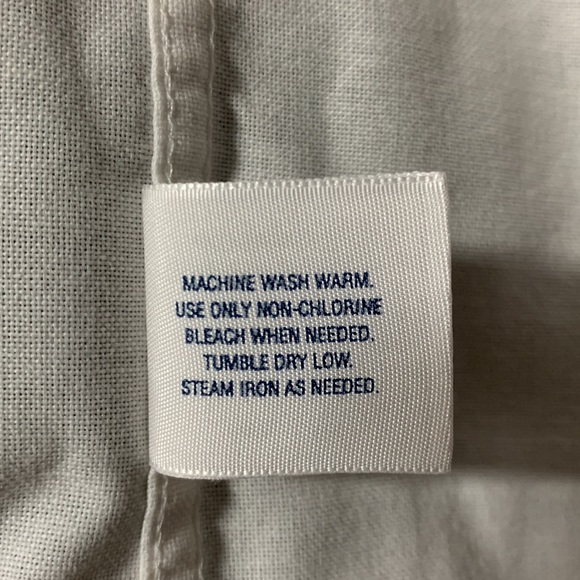 MACHINE WASH WARM.
USE ONLY NON-CHLORINE
BLEACH WHEN NEEDED.
TUMBLE DRY LOW.
STEAM IRON AS NEEDED.